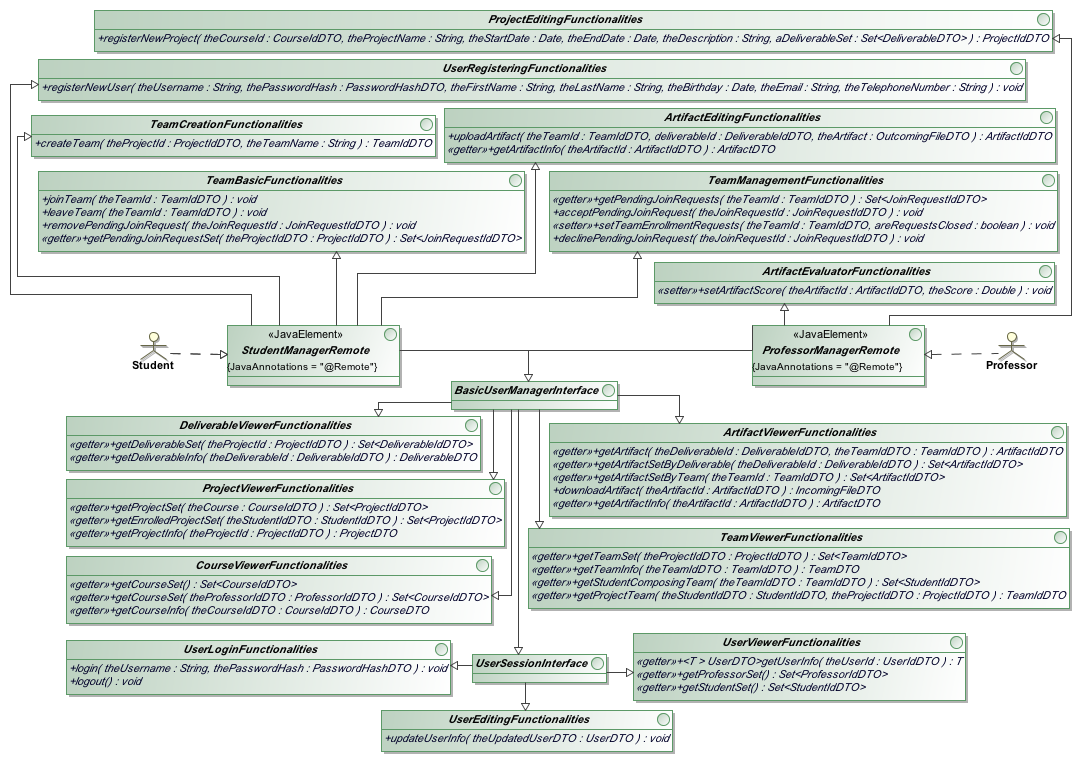 ProjectEditingFunctionalities
+registerNewProject( theCourseId : CourseIdDTO, theProjectName : String, theStartDate : Date, theEndDate : Date, theDescription : String, aDeliverableSet : Set<DeliverableDTO> ) : ProjectIdDTO
UserRegisteringFunctionalities
+registerNewUser( theUsername : String, thePasswordHash : PasswordHashDTO, theFirstName : String, theLastName : String, theBirthday : Date, theEmail : String, theTelephoneNumber : String ) : void
TeamCreationFunctionalities
+createTeam( theProjectId : ProjectIdDTO, theTeamName : String ) : TeamIdDTO
ArtifactEditingFunctionalities
+uploadArtifact( theTeamId : TeamIdDTO, deliverableId : DeliverableIdDTO, theArtifact : OutcomingFileDTO ) : ArtifactIdDTO
«getter»+getArtifactInfo( theArtifactId : ArtifactIDTO ) : ArtifactDTO
TeamBasicFunctionalities
+joinTeam( theTeamId : TeamIdDTO ) : void
+leaveTeam( theTeamId : TeamIdDTO ) : void
+removePendingJoinRequest( theJoinRequestId : JoinRequestIdDTO ) : void
«getter»+getPendingJoinRequestSet( theProjectIdDTO : ProjectIdDTO ) : Set<JoinRequestIdDTO>
TeamManagementFunctionalities
«getter»+getPendingJoinRequests( theTeamId : TeamIdDTO ) : Set<JoinRequestIdDTO>
+acceptPendingJoinRequest( theJoinRequestId : JoinRequestIdDTO ) : void
«setter»+setTeamEnrollmentRequests( theTeamId : TeamIdDTO, areRequestsClosed : boolean ) : void
+declinePendingJoinRequest( theJoinRequestId : JoinRequestIdDTO ) : void
ArtifactEvaluatorFunctionalities
«setter»+setArtifactScore( theArtifactId : ArtifactIdDTO, theScore : Double ) : void
Student
«JavaElement»
StudentManagerRemote
{JavaAnnotations = "@Remote"}
«JavaElement»
ProfessorManagerRemote
{JavaAnnotations = "@Remote"}
Professor
BasicUserManagerInterface
DeliverableViewerFunctionalities
«getter»+getDeliverableSet( theProjectId : ProjectIdDTO ) : Set<DeliverableIdDTO>
«getter»+getDeliverableInfo( theDeliverableId : DeliverableIDTO ) : DeliverableDTO
ArtifactViewerFunctionalities
«getter»+getArtifact( theDeliverableId : DeliverableIDTO, theTeamIDTO : TeamIDTO ) : ArtifactIdDTO
«getter»+getArtifactSetByDeliverable( theDeliverableId : DeliverableIDTO ) : Set<ArtifactIdDTO>
«getter»+getArtifactSetByTeam( theTeamId : TeamIDTO ) : Set<ArtifactIdDTO>
+downloadArtifact( theArtifactId : ArtifactIDTO ) : IncomingFileDTO
«getter»+getArtifactInfo( theArtifactId : ArtifactIDTO ) : ArtifactDTO
ProjectViewerFunctionalities
«getter»+getProjectSet( theCourse : CourseIdDTO ) : Set<ProjectIdDTO>
«getter»+getEnrolledProjectSet( theStudentIdDTO : StudentIdDTO ) : Set<ProjectIdDTO>
«getter»+getProjectInfo( theProjectId : ProjectIdDTO ) : ProjectDTO
TeamViewerFunctionalities
«getter»+getTeamSet( theProjectIdDTO : ProjectIdDTO ) : Set<TeamIdDTO>
«getter»+getTeamInfo( theTeamIdDTO : TeamIdDTO ) : TeamDTO
«getter»+getStudentComposingTeam( theTeamIdDTO : TeamIdDTO ) : Set<StudentIdDTO>
«getter»+getProjectTeam( theStudentIdDTO : StudentIdDTO, theProjectIdDTO : ProjectIdDTO ) : TeamIdDTO
CourseViewerFunctionalities
«getter»+getCourseSet() : Set<CourseIdDTO>
«getter»+getCourseSet( theProfessorIdDTO : ProfessorIdDTO ) : Set<CourseIdDTO>
«getter»+getCourseInfo( theCourseIdDTO : CourseIdDTO ) : CourseDTO
UserLoginFunctionalities
+login( theUsername : String, thePasswordHash : PasswordHashDTO ) : void
+logout() : void
UserSessionInterface
UserViewerFunctionalities
«getter»+<T > UserDTO>getUserInfo( theUserId : UserIdDTO ) : T
«getter»+getProfessorSet() : Set<ProfessorIdDTO>
«getter»+getStudentSet() : Set<StudentIdDTO>
UserEditingFunctionalities
+updateUserInfo( theUpdatedUserDTO : UserDTO ) : void